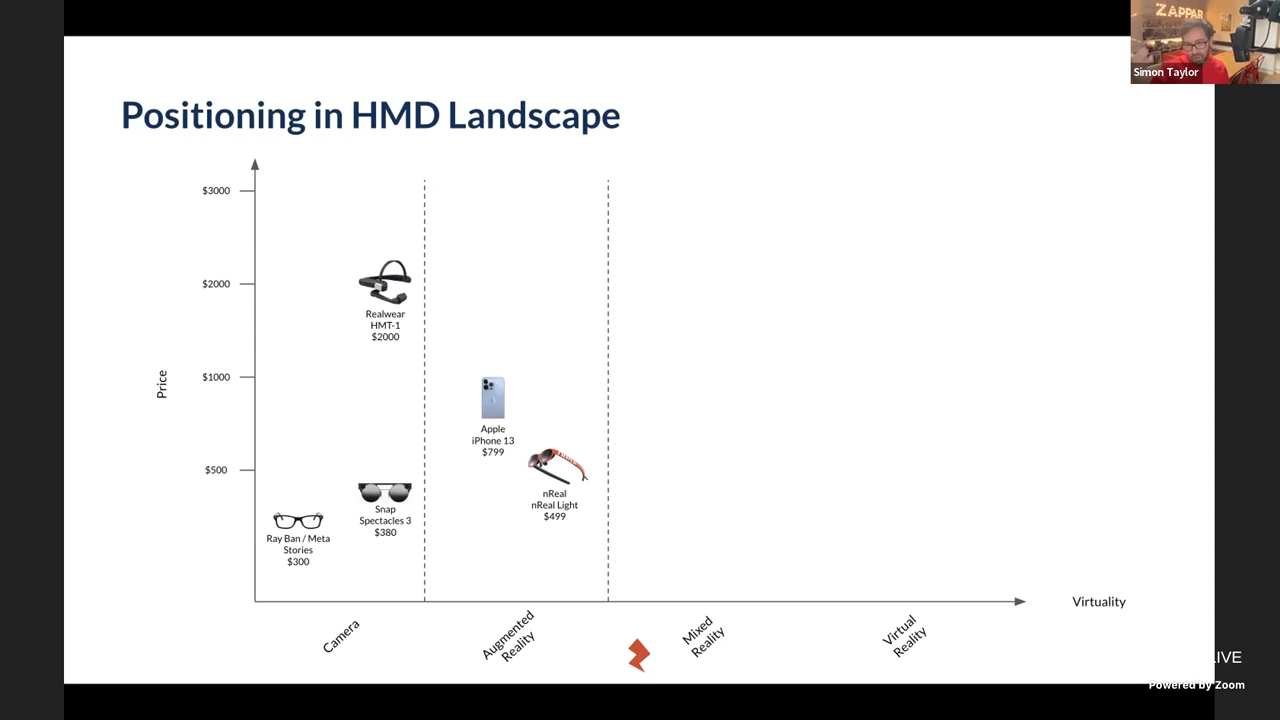 ZAPPAR
Simon Taylor
Positioning in HMD Landscape
$3000
$2000
$1000
$500
Price
Realwear
HMT-1
$2000
Apple
iPhone 13
$799
nReal
nReal Light
$499
Snap
Spectacles 3
$380
Ray Ban / Meta
Stories
$300
Camera
Augmented
Reality
Mixed
Reality
Virtual
Reality
Virtuality
LIVE
Powered by Zoom